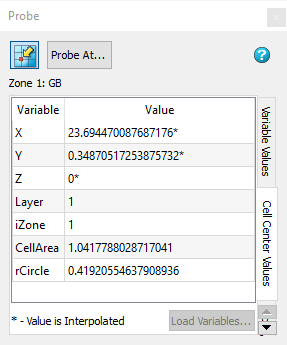 Probe
Probe At...
Zone 1: GB
Variable Value
X 23.694470087687176*
Y 0.34870517253875732*
Z 0*
Layer 1
iZone 1
CellArea 1.0417788028717041
rCircle 0.41920554637908936
Variable Values
Cell Center Values
* - Value is Interpolated
Load Variables...